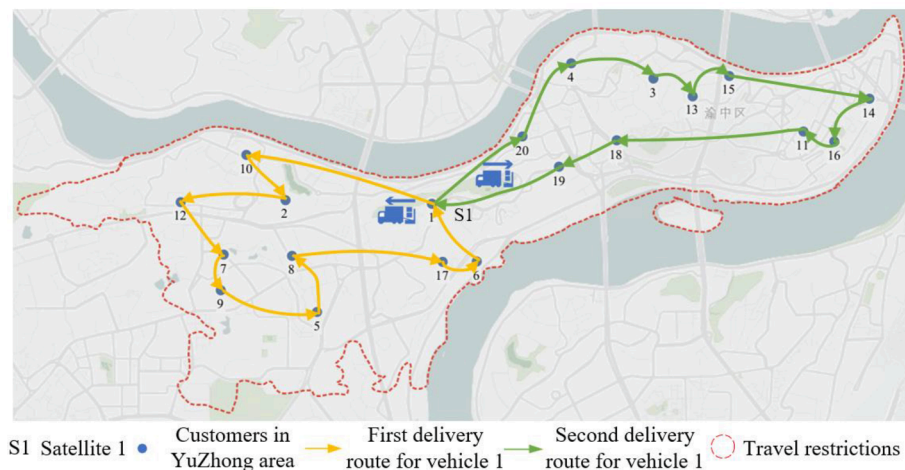 4
15
3
13
14
渝中区
20
11
16
10
18
19
2
12
1
S1
7
8
17
6
9
5
S1 Satellite 1
Customers in
YuZhong area
First delivery
route for vehicle 1
Second delivery
route for vehicle 1
Travel restrictions